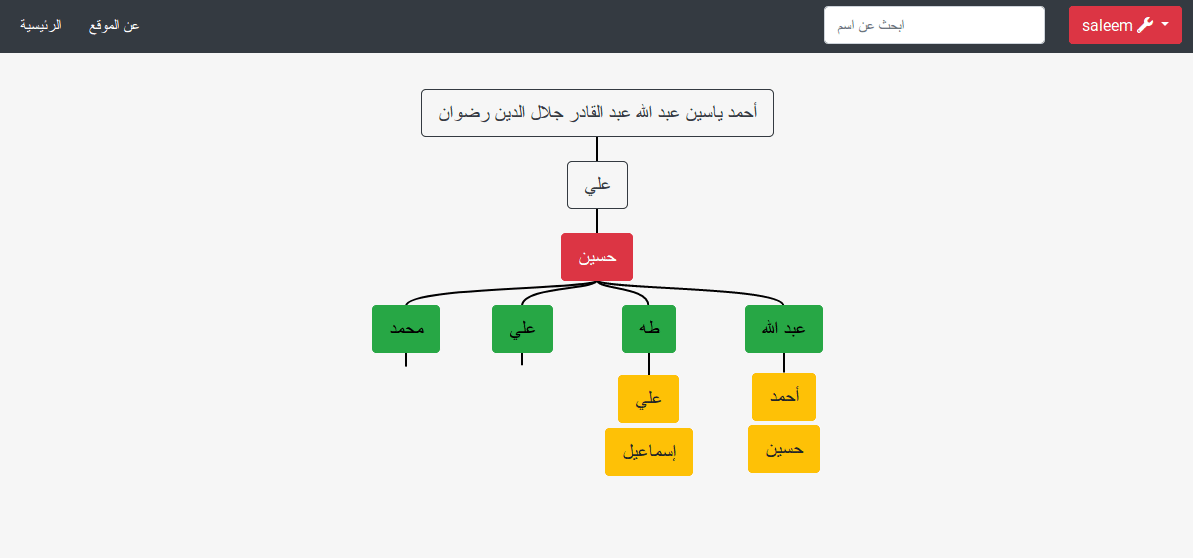 saleem
ابحث عن اسم
عن الموقع
الرئيسية
أحمد ياسين عبد الله عبد القادر جلال الدين رضوان
علي
حسين
عبد الله
طه
علي
محمد
أحمد
علي
حسين
إسماعيل